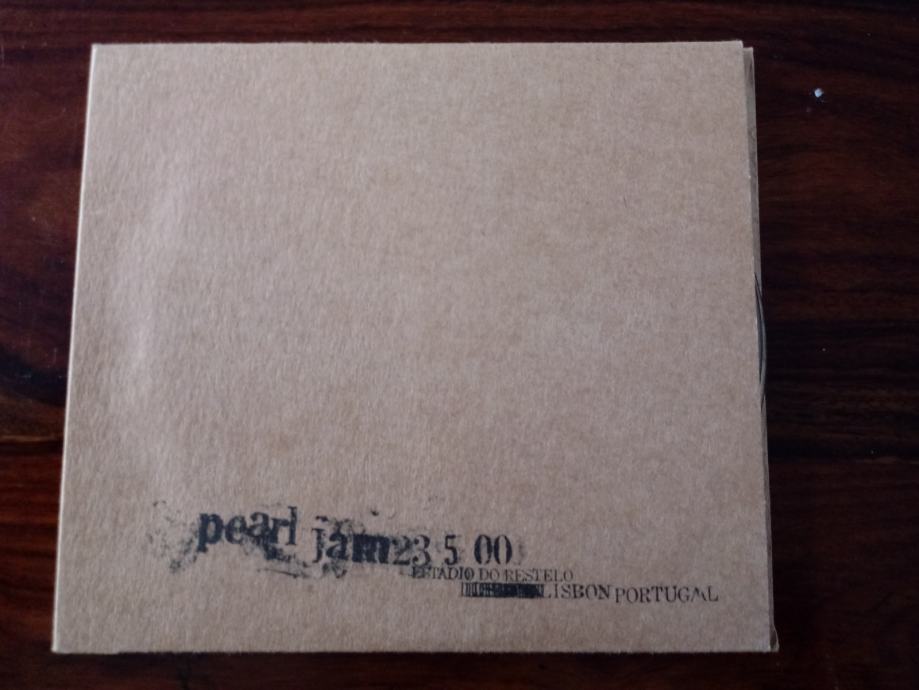 pearl jam 23 5 00
ESTADIO DO RESTELO
LISBON PORTUGAL